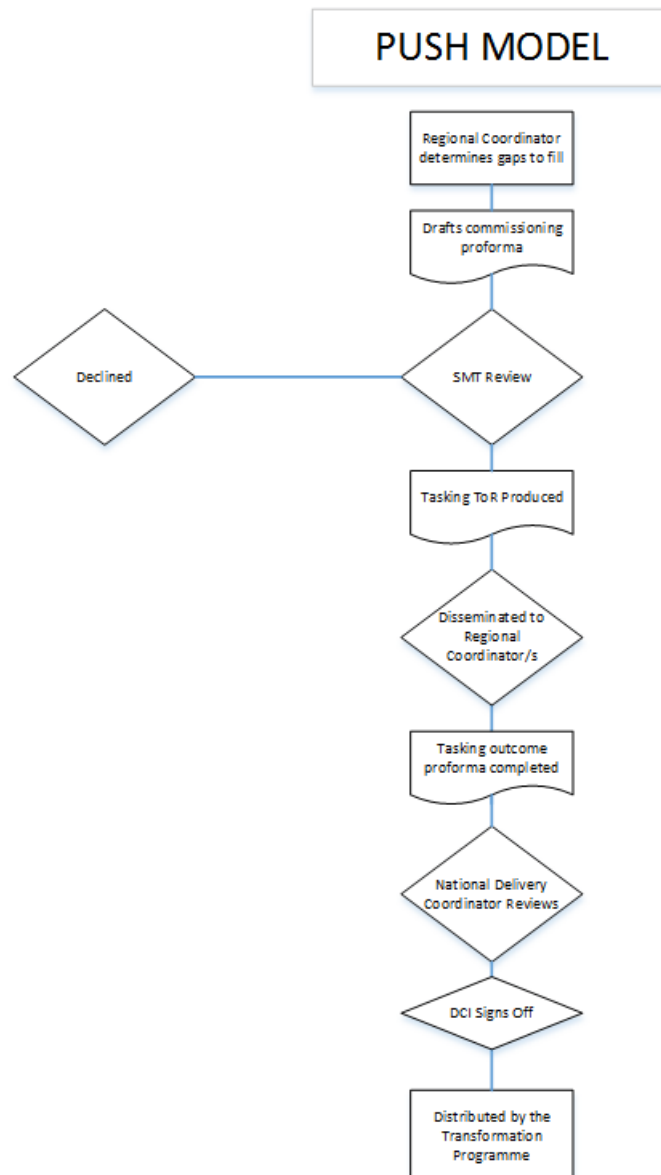 PUSH MODEL
Regional Coordinator
determines gaps to fill
Drafts commissioning
proforma
Declined
SMT Review
Tasking ToR Produced
Disseminated to
Regional
Coordinator/s
Tasking outcome
proforma completed
National Delivery
Coordinator Reviews
DCI Signs Off
Distributed by the
Transformation
Programme